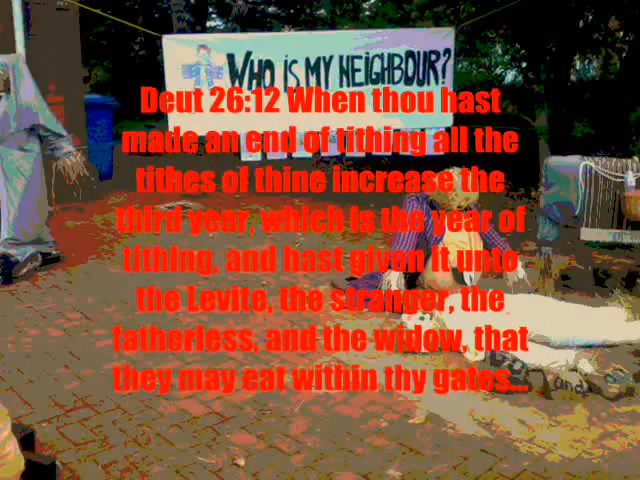 WHO IS MY NEIGHBOUR?
Deut 26:12 When thou hast
made an end of tithing all the
tithes of thine increase the
third year, which is the year of
tithing, and hast given it unto
the Levite, the stranger, the
fatherless, and the widow, that
they may eat within thy gates...
and